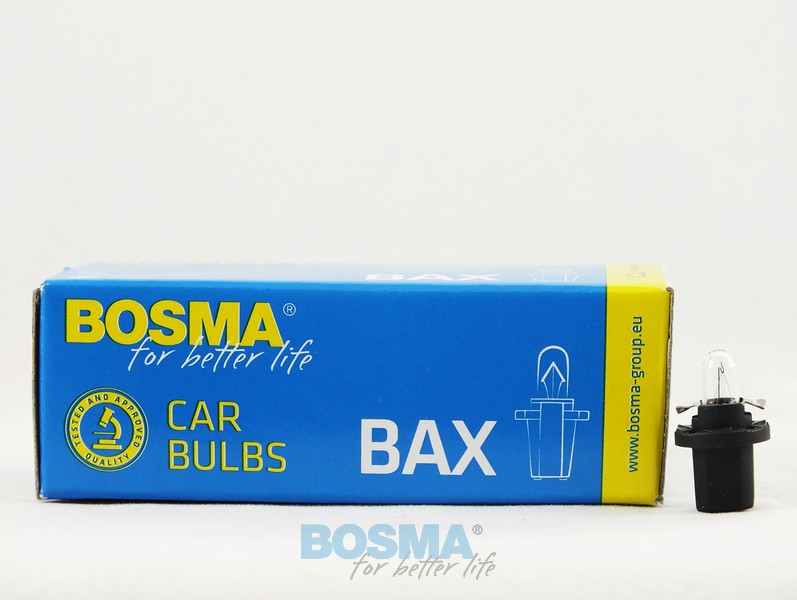 BAX
BOSMA®
for better life
TESTED AND APPROVED
QUALITY
CAR
BULBS
BAX
www.bosma-group.eu
BOSMA®
for better life